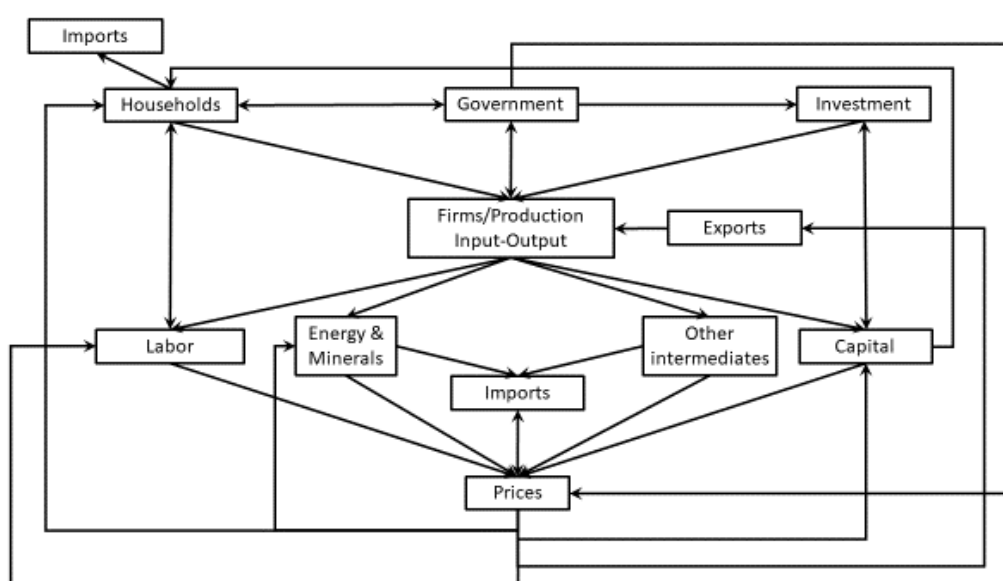 Imports
Households
Government
Investment
Firms/Production
Input-Output
Exports
Labor
Energy &
Minerals
Other
intermediates
Capital
Imports
Prices